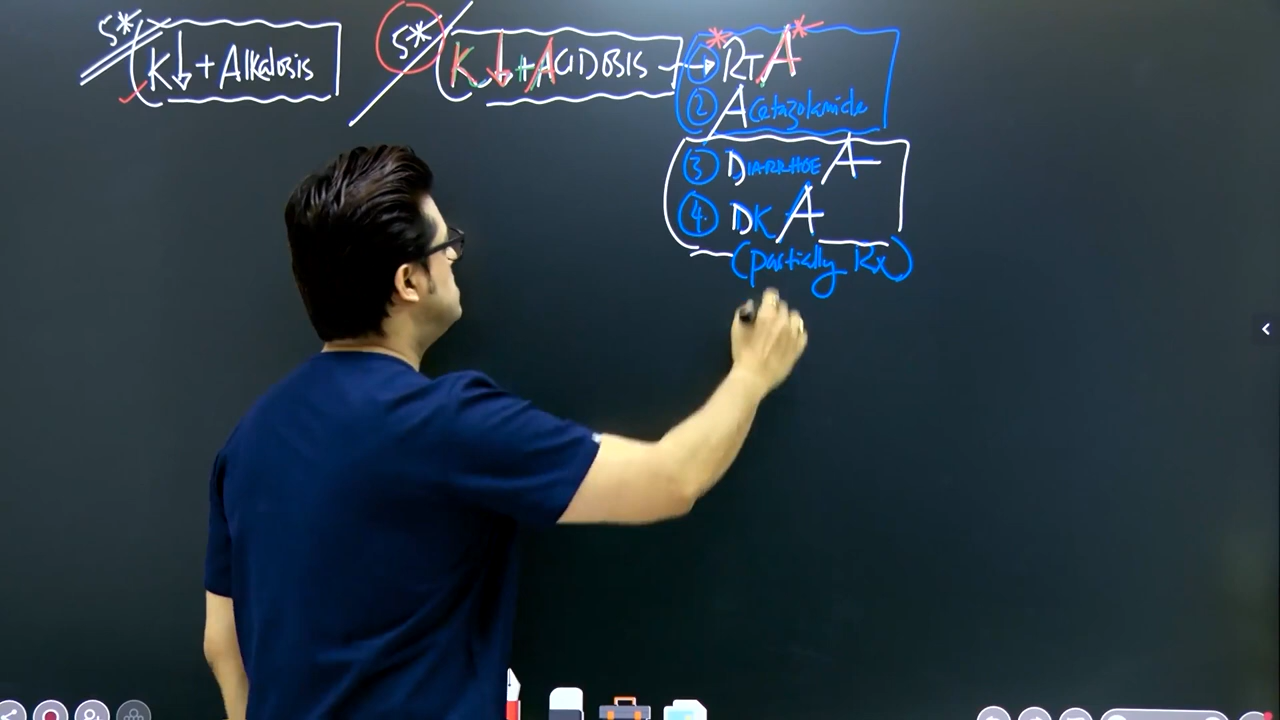 5* K↓ + Alkalosis
5* K↓ + ACIDOSIS → ① RTA
② Acetazolamide
③ DIARRHOEA
④ DKA
(partially Rx)